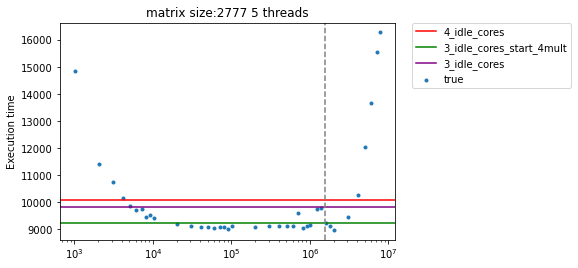 matrix size:2777 5 threads
Execution time
16000
15000
14000
13000
12000
11000
10000
9000
10³
10⁴
10⁵
10⁶
10⁷
4_idle_cores
3_idle_cores_start_4mult
3_idle_cores
true